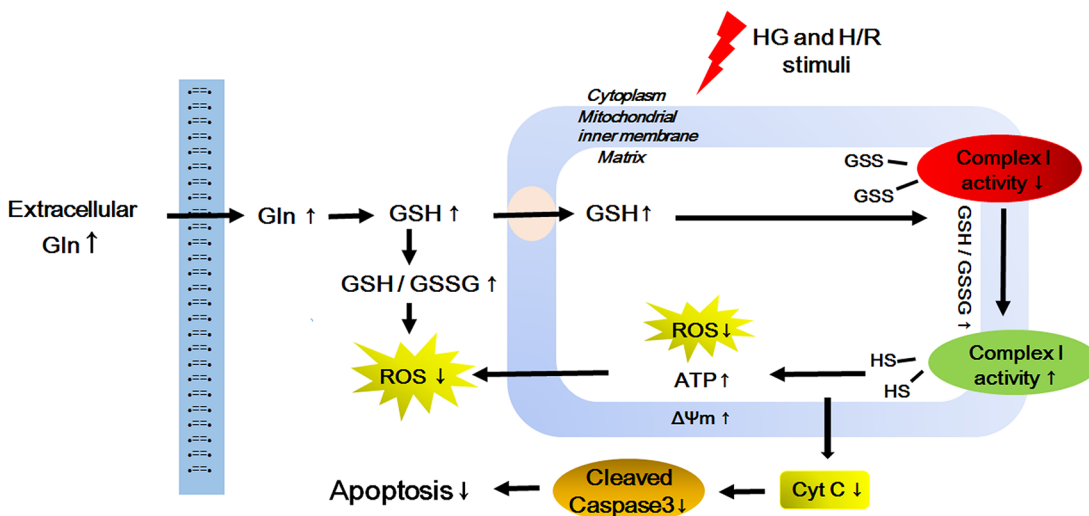 HG and H/R
stimuli
Cytoplasm
Mitochondrial
inner membrane
Matrix
Extracellular
Gln ↑
Gln ↑
GSH ↑
GSH ↑
GSS
GSS
Complex I
activity ↓
GSH / GSSG ↑
GSH / GSSG ↑
ROS ↓
ROS ↓
ATP ↑
ΔΨm ↑
HS
HS
Complex I
activity ↑
Apoptosis ↓
Cleaved
Caspase3 ↓
Cyt C ↓